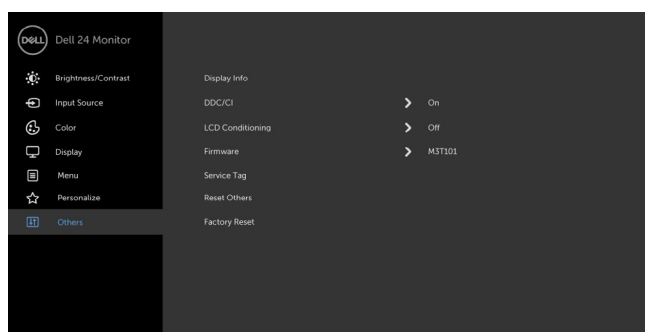 DELL Dell 24 Monitor
Brightness/Contrast Display Info
Input Source DDC/CI On
Color LCD Conditioning Off
Display Firmware M3T101
Menu Service Tag
Personalize Reset Others
Others Factory Reset